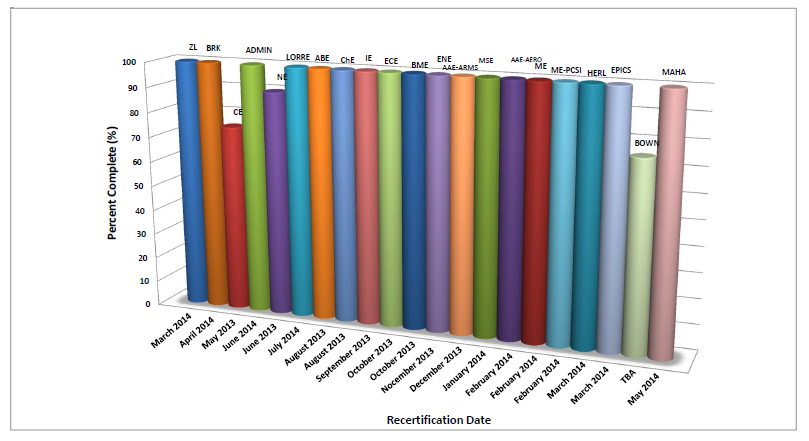 ZL
BRK
CE
ADMIN
NE
LORRE
ABE
ChE
IE
ECE
BME
ENE
AAE-ARMS
MSE
AAE-AERO
ME
ME-PCSI
HERL
EPICS
BOWN
MAHA
Percent Complete (%)
100
90
80
70
60
50
40
30
20
10
0
March 2014
April 2014
May 2013
June 2014
June 2013
July 2014
August 2013
August 2013
September 2013
October 2013
October 2013
Nocember 2013
December 2013
January 2014
February 2014
February 2014
February 2014
March 2014
March 2014
TBA
May 2014
Recertification Date